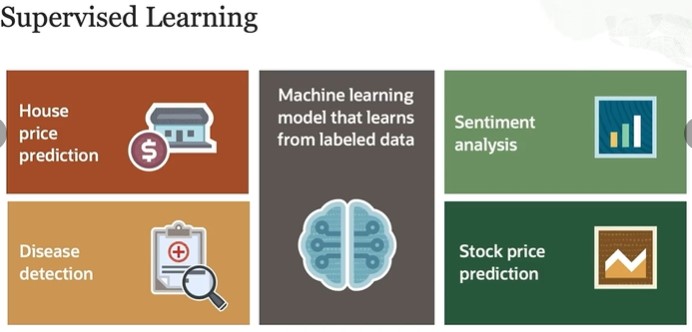 Supervised Learning
House
price
prediction
Machine learning
model that learns
from labeled data
Sentiment
analysis
Disease
detection
Stock price
prediction
$